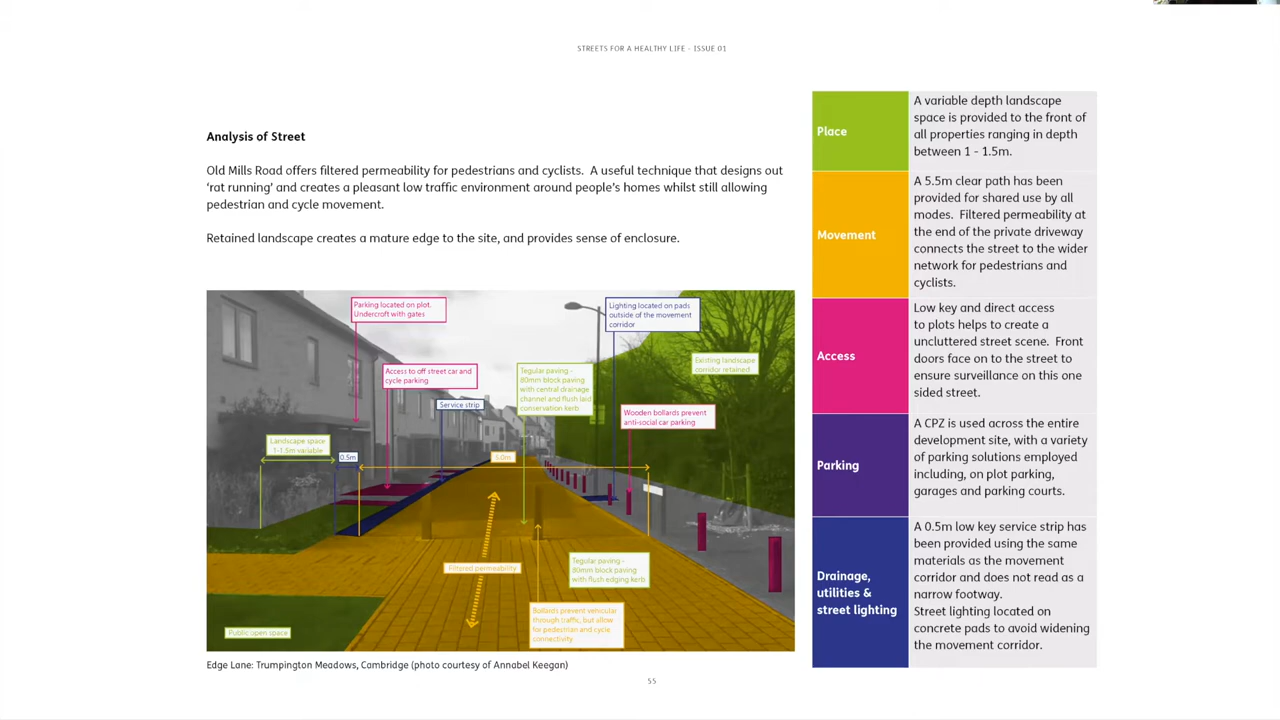 STREETS FOR A HEALTHY LIFE - ISSUE 01
Analysis of Street
Old Mills Road offers filtered permeability for pedestrians and cyclists. A useful technique that designs out
‘rat running’ and creates a pleasant low traffic environment around people’s homes whilst still allowing
pedestrian and cycle movement.
Retained landscape creates a mature edge to the site, and provides sense of enclosure.
Parking located on plot.
Undercroft with gates
Lighting located on pads
outside of the movement
corridor
Access to off street car and
cycle parking
Tegular paving -
80mm block paving
with central drainage
channel and flush laid
conservation kerb
Existing landscape
corridor retained
Service strip
Wooden bollards prevent
anti-social car parking
Landscape space
1-1.5m variable
0.5m
5.0m
Filtered permeability
Tegular paving -
80mm block paving
with flush edging kerb
Bollards prevent vehicular
through traffic, but allow
for pedestrian and cycle
connectivity
Public open space
Edge Lane: Trumpington Meadows, Cambridge (photo courtesy of Annabel Keegan)
Place
A variable depth landscape
space is provided to the front of
all properties ranging in depth
between 1 - 1.5m.
Movement
A 5.5m clear path has been
provided for shared use by all
modes. Filtered permeability at
the end of the private driveway
connects the street to the wider
network for pedestrians and
cyclists.
Access
Low key and direct access
to plots helps to create a
uncluttered street scene. Front
doors face on to the street to
ensure surveillance on this one
sided street.
Parking
A CPZ is used across the entire
development site, with a variety
of parking solutions employed
including, on plot parking,
garages and parking courts.
Drainage,
utilities &
street lighting
A 0.5m low key service strip has
been provided using the same
materials as the movement
corridor and does not read as a
narrow footway.
Street lighting located on
concrete pads to avoid widening
the movement corridor.
55